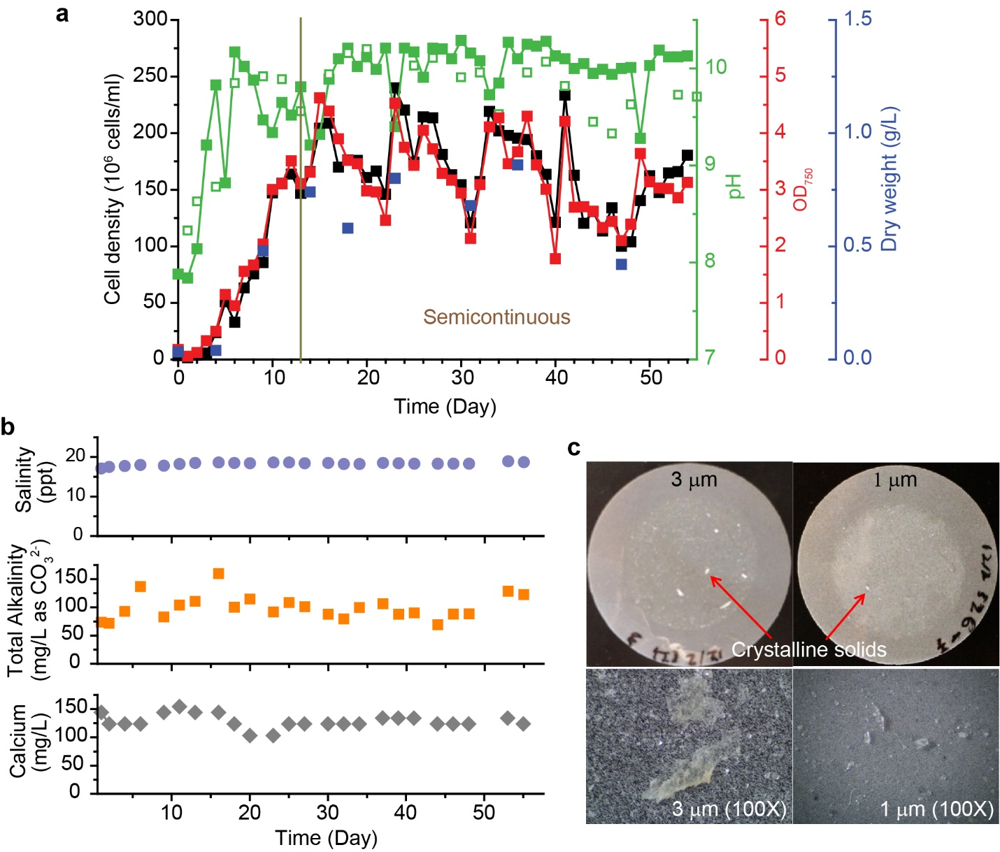 a
300
250
200
150
100
50
0
Cell density (10⁶ cells/ml)
0
10
20
30
40
50
Time (Day)
Semicontinuous
10
9
8
7
pH
6
5
4
3
2
1
0
OD₇₅₀
1.5
1.0
0.5
0.0
Dry weight (g/L)
b
20
10
0
Salinity
(ppt)
150
100
50
0
Total Alkalinity
(mg/L as CO₃²⁻)
150
100
50
0
Calcium
(mg/L)
10
20
30
40
50
Time (Day)
c
3 μm
1 μm
Crystalline solids
3 μm (100X)
1 μm (100X)